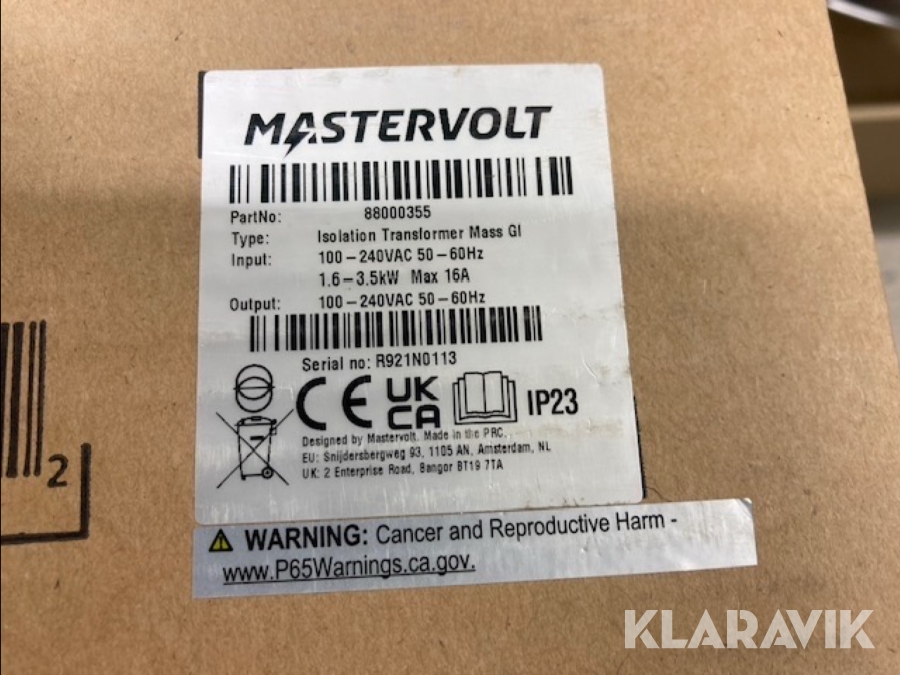 MASTERVOLT
PartNo: 88000355
Type: Isolation Transformer Mass GI
Input: 100-240VAC 50-60Hz
1.6-3.5kW Max 16A
Output: 100-240VAC 50-60Hz
Serial no: R921N0113
CE UK CA IP23
Designed by Mastervolt. Made in the PRC.
EU: Snijdersbergweg 93, 1105 AN, Amsterdam, NL
UK: 2 Enterprise Road, Bangor BT19 7TA
2
WARNING: Cancer and Reproductive Harm -
www.P65Warnings.ca.gov.
KLARAVIK